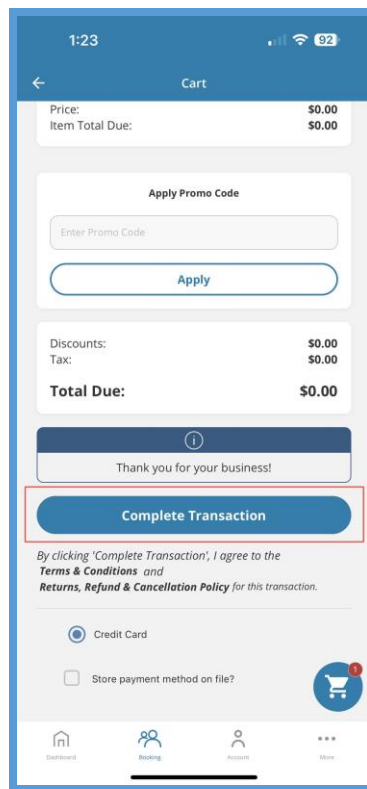 1:23
92
Cart
Price: $0.00
Item Total Due: $0.00
Apply Promo Code
Enter Promo Code
Apply
Discounts: $0.00
Tax: $0.00
Total Due: $0.00
Thank you for your business!
Complete Transaction
By clicking 'Complete Transaction', I agree to the
Terms & Conditions and
Returns, Refund & Cancellation Policy for this transaction.
Credit Card
Store payment method on file?
1
Dashboard Booking Account More